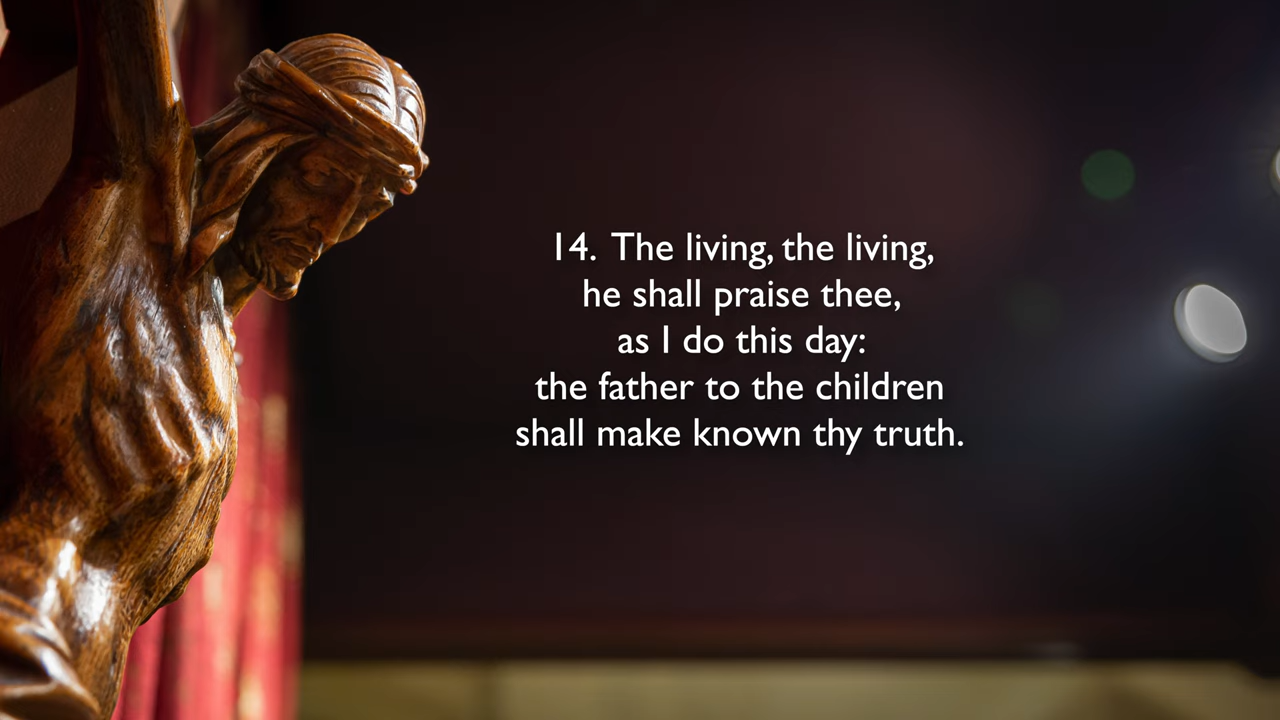 14. The living, the living,
he shall praise thee,
as I do this day:
the father to the children
shall make known thy truth.